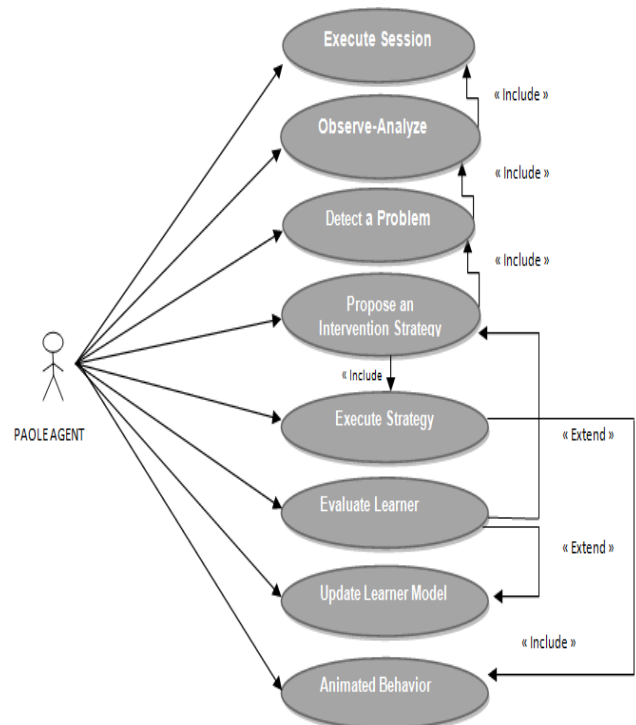 Execute Session
« Include »
Observe-Analyze
« Include »
Detect a Problem
« Include »
Propose an
Intervention Strategy
« Include
PAOLE AGENT
Execute Strategy
« Extend »
Evaluate Learner
« Extend »
Update Learner Model
« Include »
Animated Behavior